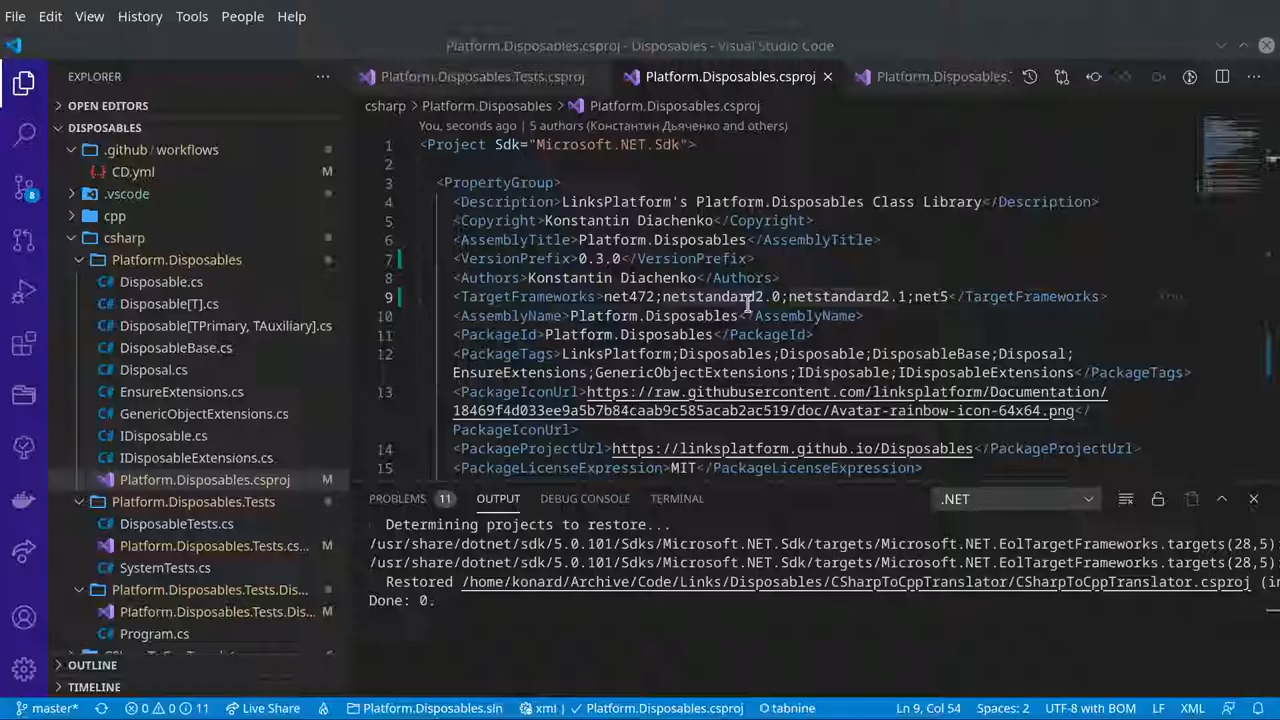 File Edit View History Tools People Help
Platform.Disposables.csproj - Disposables - Visual Studio Code
EXPLORER
Platform.Disposables.Tests.csproj
Platform.Disposables.csproj
Platform.Disposables.
OPEN EDITORS
csharp > Platform.Disposables > Platform.Disposables.csproj
DISPOSABLES
You, seconds ago | 5 authors (Константин Дьяченко and others)
.github / workflows
CD.yml M
.vscode
cpp
csharp
Platform.Disposables
Disposable.cs
Disposable[T].cs
Disposable[TPrimary, TAuxiliary].cs
DisposableBase.cs
Disposal.cs
EnsureExtensions.cs
GenericObjectExtensions.cs
IDisposable.cs
IDisposableExtensions.cs
Platform.Disposables.csproj M
Platform.Disposables.Tests
DisposableTests.cs
Platform.Disposables.Tests.cs... M
SystemTests.cs
Platform.Disposables.Tests.Dis...
Platform.Disposables.Tests.Dis... M
Program.cs
OUTLINE
TIMELINE
8
1 <Project Sdk="Microsoft.NET.Sdk">
2
3 <PropertyGroup>
4 <Description>LinksPlatform's Platform.Disposables Class Library</Description>
5 <Copyright>Konstantin Diachenko</Copyright>
6 <AssemblyTitle>Platform.Disposables</AssemblyTitle>
7 <VersionPrefix>0.3.0</VersionPrefix>
8 <Authors>Konstantin Diachenko</Authors>
9 <TargetFrameworks>net472;netstandard2.0;netstandard2.1;net5</TargetFrameworks> You
10 <AssemblyName>Platform.Disposables</AssemblyName>
11 <PackageId>Platform.Disposables</PackageId>
12 <PackageTags>LinksPlatform;Disposables;Disposable;DisposableBase;Disposal;
EnsureExtensions;GenericObjectExtensions;IDisposable;IDisposableExtensions</PackageTags>
13 <PackageIconUrl>https://raw.githubusercontent.com/linksplatform/Documentation/
18469f4d033ee9a5b7b84caab9c585acab2ac519/doc/Avatar-rainbow-icon-64x64.png</
PackageIconUrl>
14 <PackageProjectUrl>https://linksplatform.github.io/Disposables</PackageProjectUrl>
15 <PackageLicenseExpression>MIT</PackageLicenseExpression>
PROBLEMS 11 OUTPUT DEBUG CONSOLE TERMINAL .NET
Determining projects to restore...
/usr/share/dotnet/sdk/5.0.101/Sdks/Microsoft.NET.Sdk/targets/Microsoft.NET.EolTargetFrameworks.targets(28,5):
/usr/share/dotnet/sdk/5.0.101/Sdks/Microsoft.NET.Sdk/targets/Microsoft.NET.EolTargetFrameworks.targets(28,5):
Restored /home/konard/Archive/Code/Links/Disposables/CSharpToCppTranslator/CSharpToCppTranslator.csproj (in
Done: 0.
master* 0 0 11 Live Share Platform.Disposables.sln xml | ✓ Platform.Disposables.csproj tabnine Ln 9, Col 54 Spaces: 2 UTF-8 with BOM LF XML